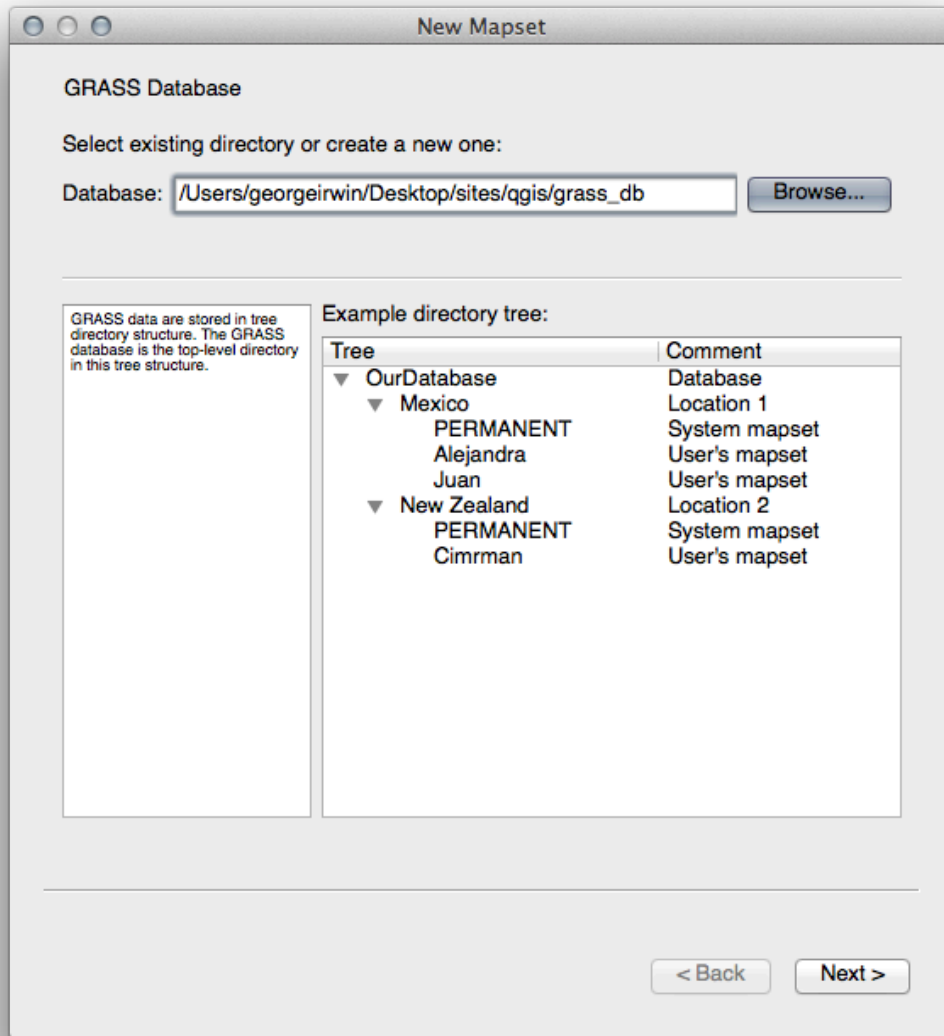 New Mapset
GRASS Database
Select existing directory or create a new one:
Database: /Users/georgeirwin/Desktop/sites/qgis/grass_db Browse...
GRASS data are stored in tree
directory structure. The GRASS
database is the top-level directory
in this tree structure.
Example directory tree:
Tree Comment
OurDatabase Database
Mexico Location 1
PERMANENT System mapset
Alejandra User's mapset
Juan User's mapset
New Zealand Location 2
PERMANENT System mapset
Cimrman User's mapset
< Back Next >